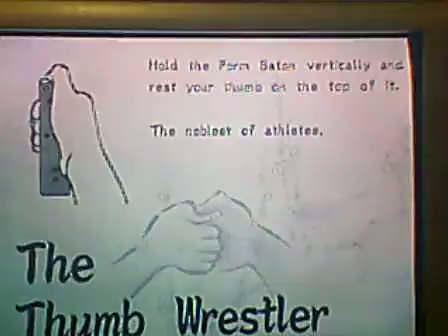 Hold the Form Baton vertically and
rest your thumb on the top of it.
The noblest of athletes.
The
Thumb Wrestler